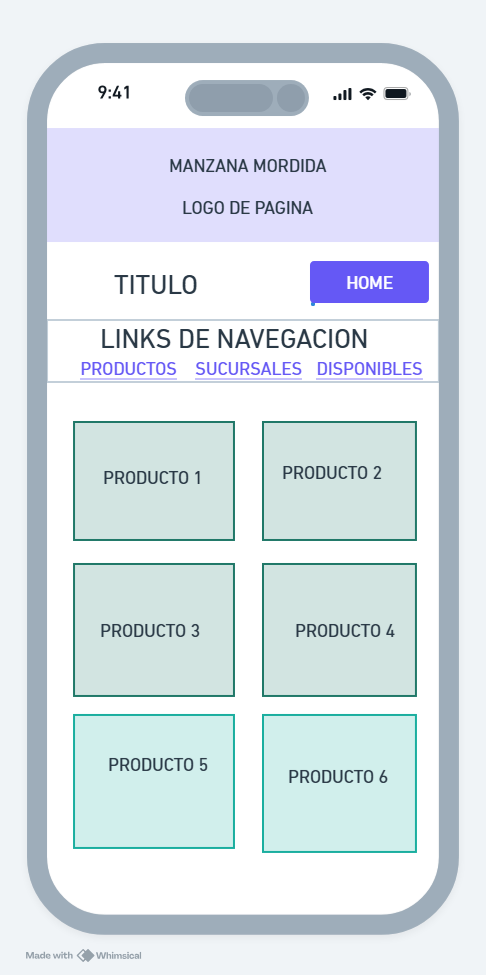 9:41
MANZANA MORDIDA
LOGO DE PAGINA
TITULO
HOME
LINKS DE NAVEGACION
PRODUCTOS SUCURSALES DISPONIBLES
PRODUCTO 1
PRODUCTO 2
PRODUCTO 3
PRODUCTO 4
PRODUCTO 5
PRODUCTO 6
Made with Whimsical